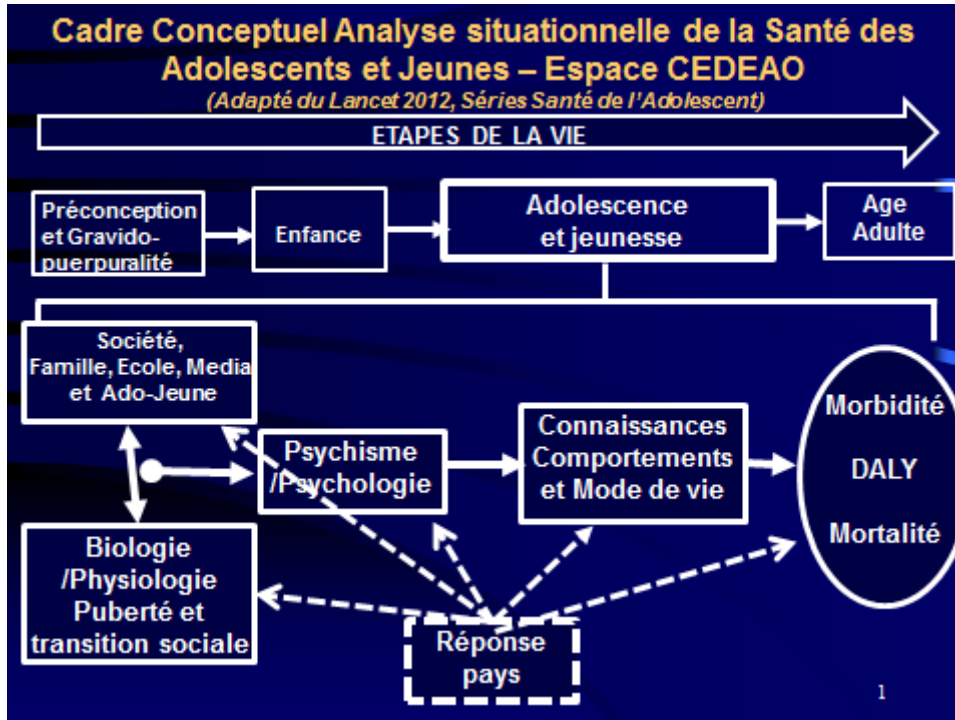 Cadre Conceptuel Analyse situationnelle de la Santé des
Adolescents et Jeunes – Espace CEDEAO
(Adapté du Lancet 2012, Séries Santé de l'Adolescent)
ETAPES DE LA VIE
Préconception
et Gravido-
puerpuralité
Enfance
Adolescence
et jeunesse
Age
Adulte
Société,
Famille, Ecole, Media
et Ado-Jeune
Psychisme
/Psychologie
Connaissances
Comportements
et Mode de vie
Morbidité
DALY
Mortalité
Biologie
/Physiologie
Puberté et
transition sociale
Réponse
pays
1